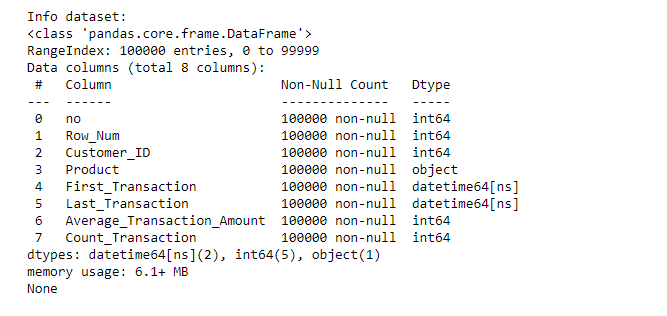 Info dataset:
<class 'pandas.core.frame.DataFrame'>
RangeIndex: 100000 entries, 0 to 99999
Data columns (total 8 columns):
 #   Column                      Non-Null Count   Dtype
---  ------                      --------------   -----
 0   no                          100000 non-null  int64
 1   Row_Num                     100000 non-null  int64
 2   Customer_ID                 100000 non-null  int64
 3   Product                     100000 non-null  object
 4   First_Transaction           100000 non-null  datetime64[ns]
 5   Last_Transaction            100000 non-null  datetime64[ns]
 6   Average_Transaction_Amount  100000 non-null  int64
 7   Count_Transaction           100000 non-null  int64
dtypes: datetime64[ns](2), int64(5), object(1)
memory usage: 6.1+ MB
None